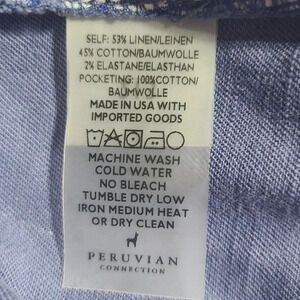 SELF: 53% LINEN/LEINEN
45% COTTON/BAUMWOLLE
2% ELASTANE/ELASTHAN
POCKETING: 100%COTTON/
BAUMWOLLE
MADE IN USA WITH
IMPORTED GOODS
MACHINE WASH
COLD WATER
NO BLEACH
TUMBLE DRY LOW
IRON MEDIUM HEAT
OR DRY CLEAN
PERUVIAN
CONNECTION